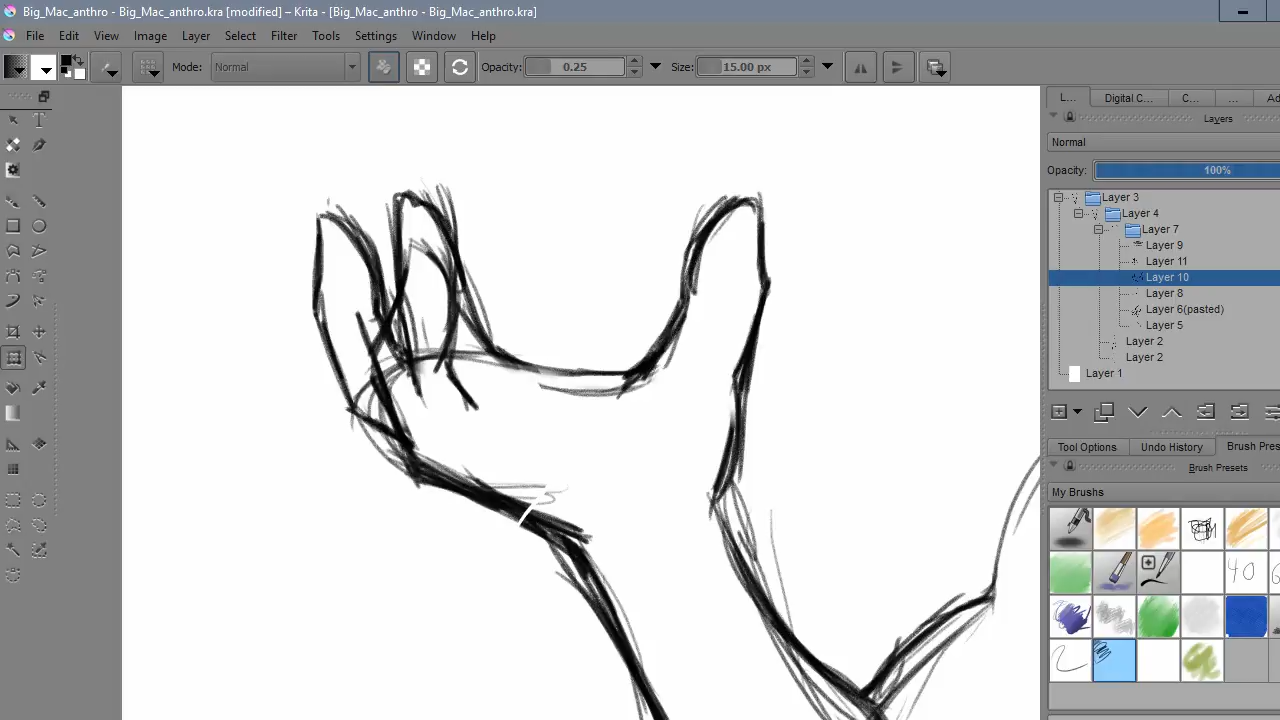 Big_Mac_anthro - Big_Mac_anthro.kra [modified] – Krita - [Big_Mac_anthro - Big_Mac_anthro.kra]
File Edit View Image Layer Select Filter Tools Settings Window Help
Mode: Normal Opacity: 0.25 Size: 15.00 px
L... Digital C... C... ... Ad
Layers
Normal
Opacity: 100%
Layer 3
Layer 4
Layer 7
Layer 9
Layer 11
Layer 10
Layer 8
Layer 6(pasted)
Layer 5
Layer 2
Layer 2
Layer 1
Tool Options Undo History Brush Pres
Brush Presets
My Brushes
40